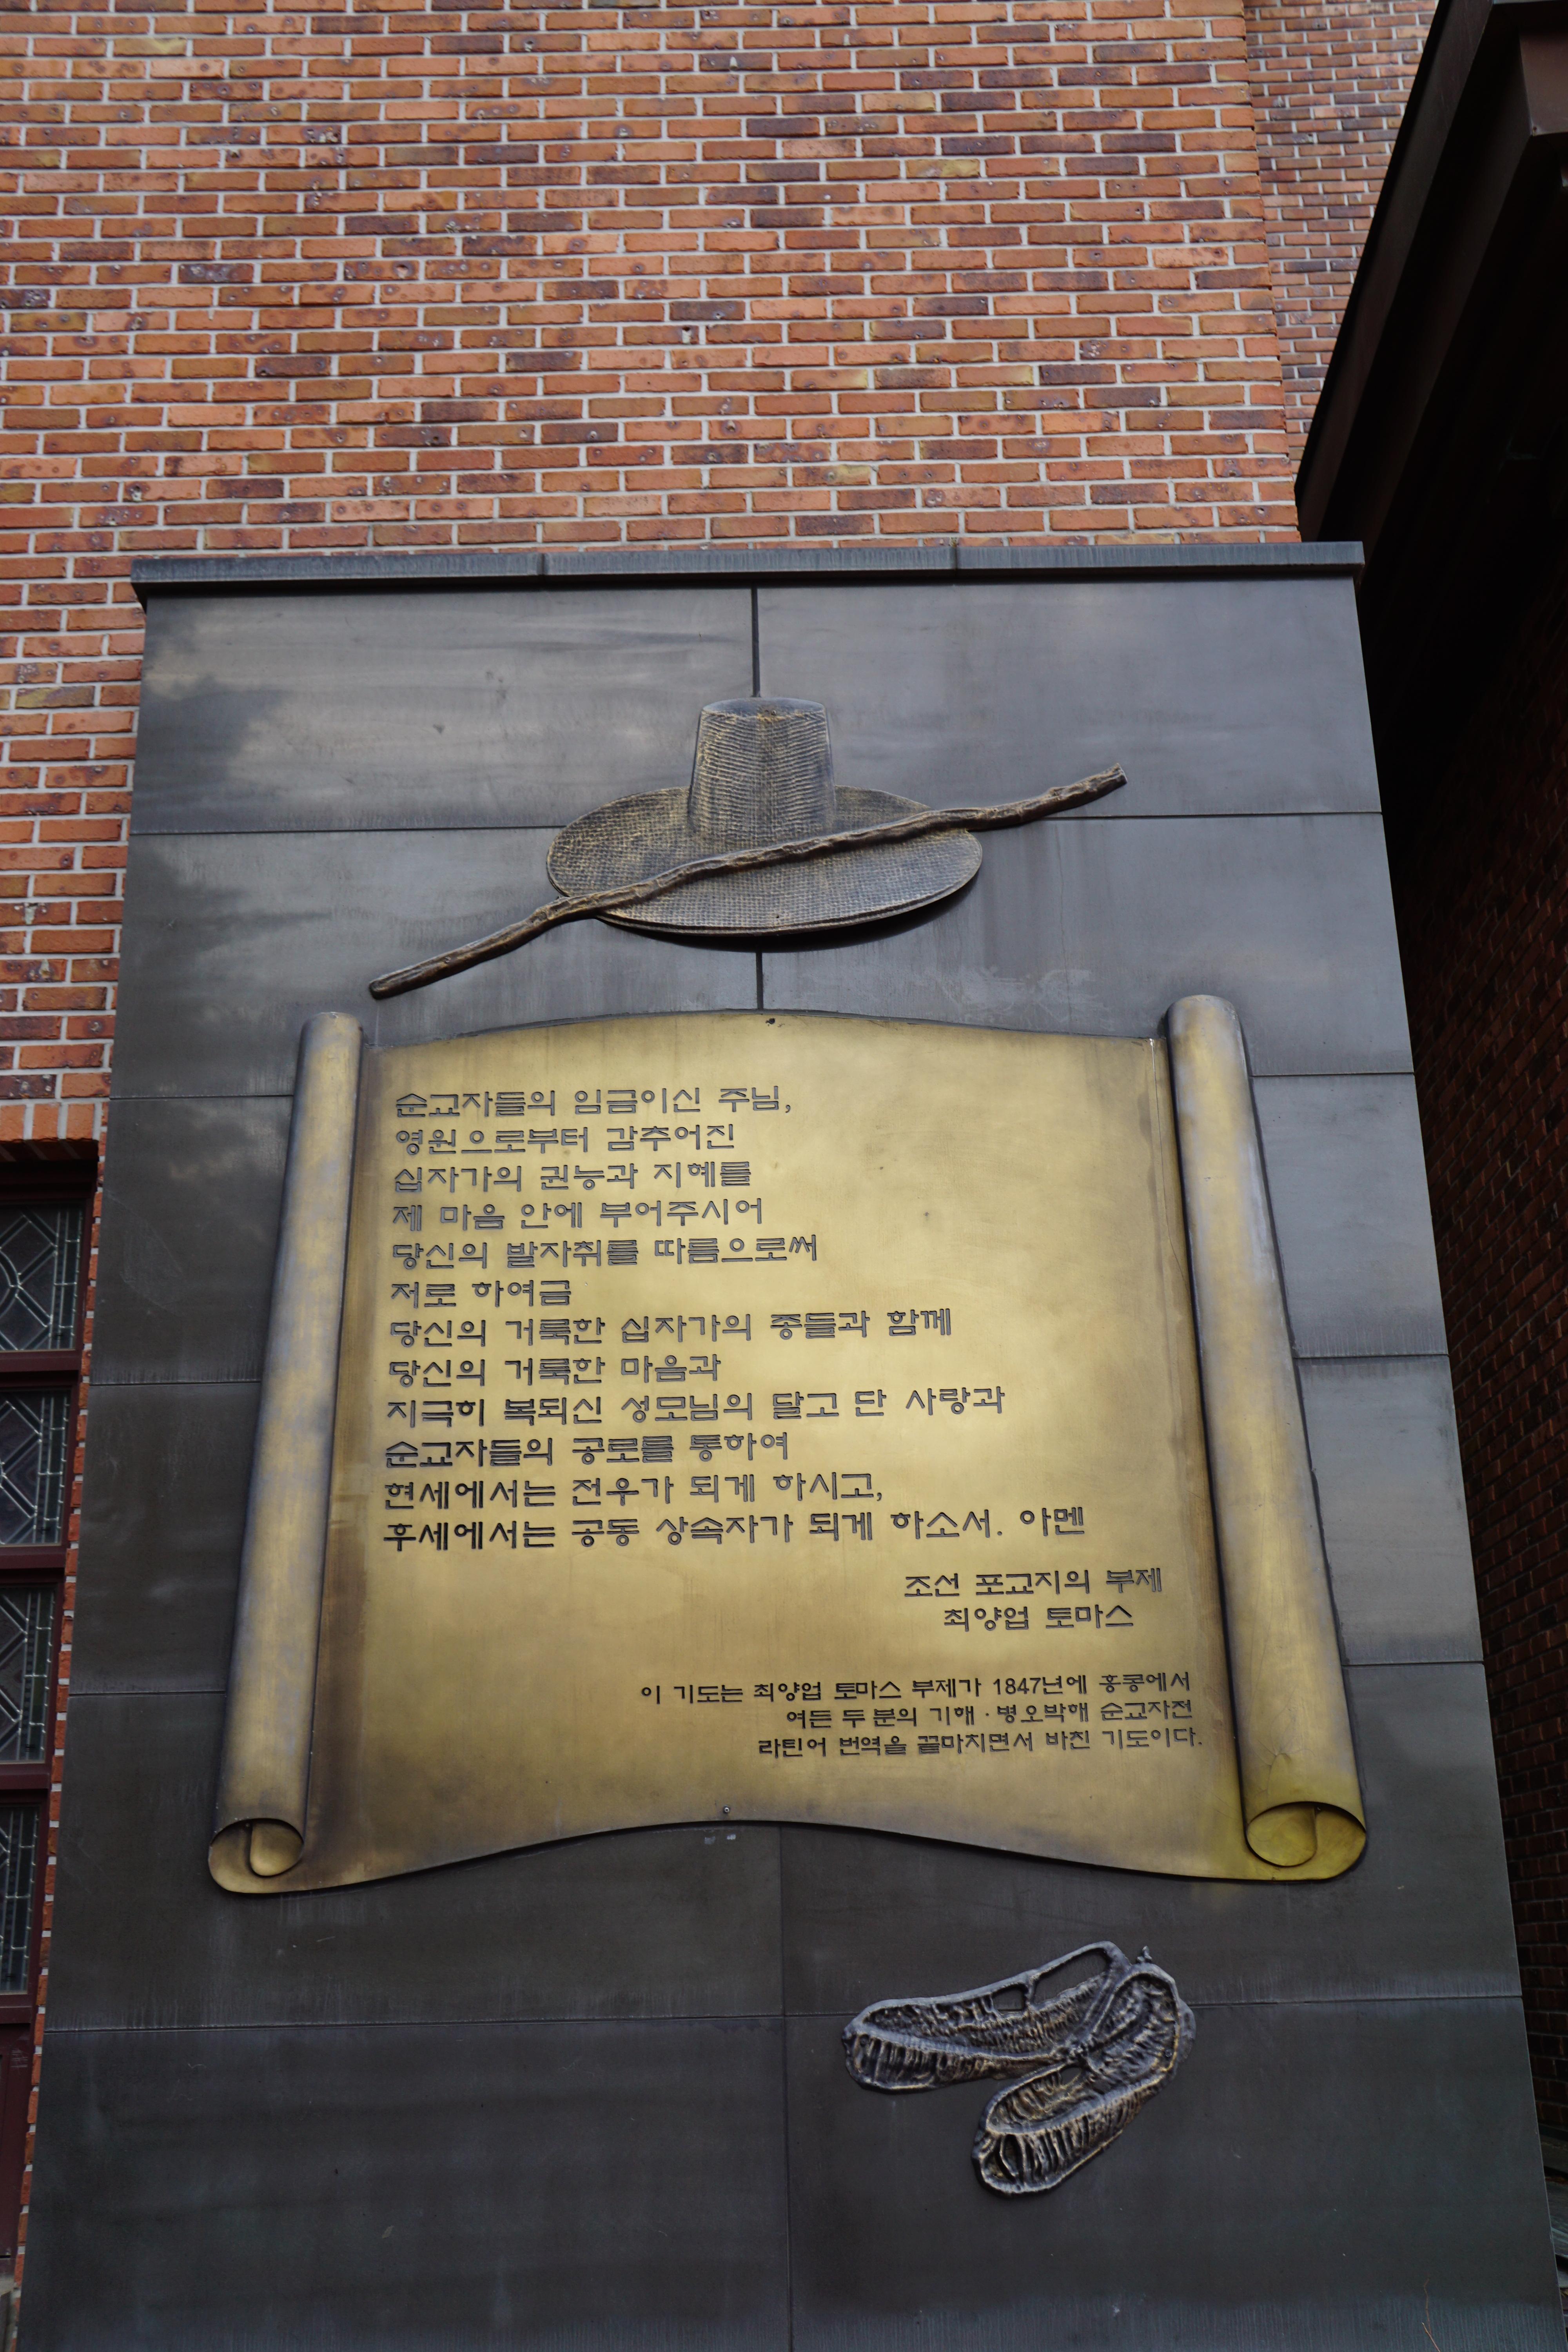 순교자들의 임금이신 주님,
영원으로부터 감추어진
십자가의 권능과 지혜를
제 마음 안에 부어주시어
당신의 발자취를 따름으로써
저로 하여금
당신의 거룩한 십자가의 종들과 함께
당신의 거룩한 마음과
지극히 복되신 성모님의 달고 단 사랑과
순교자들의 공로를 통하여
현세에서는 전우가 되게 하시고,
후세에서는 공동 상속자가 되게 하소서. 아멘
조선 포교지의 부제
최양업 토마스
이 기도는 최양업 토마스 부제가 1847년에 홍콩에서
여든 두 분의 기해·병오박해 순교자전
라틴어 번역을 끝마치면서 바친 기도이다.